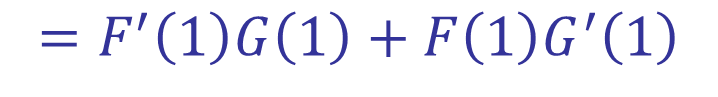 = F′(1)G(1) + F(1)G′(1)